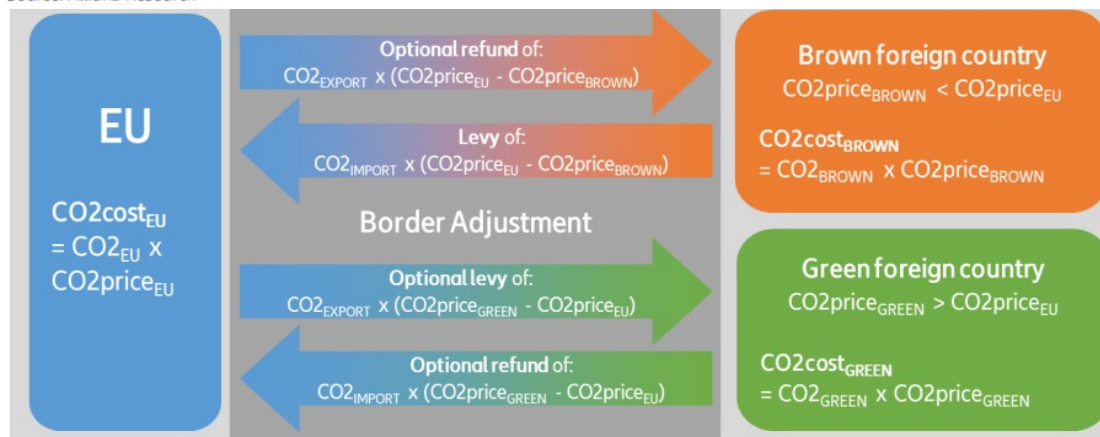 EU
CO2cost_EU
= CO2_EU x
CO2price_EU
Optional refund of:
CO2_EXPORT x (CO2price_EU - CO2price_BROWN)
Levy of:
CO2_IMPORT x (CO2price_EU - CO2price_BROWN)
Border Adjustment
Optional levy of:
CO2_EXPORT x (CO2price_GREEN - CO2price_EU)
Optional refund of:
CO2_IMPORT x (CO2price_GREEN - CO2price_EU)
Brown foreign country
CO2price_BROWN < CO2price_EU
CO2cost_BROWN
= CO2_BROWN x CO2price_BROWN
Green foreign country
CO2price_GREEN > CO2price_EU
CO2cost_GREEN
= CO2_GREEN x CO2price_GREEN